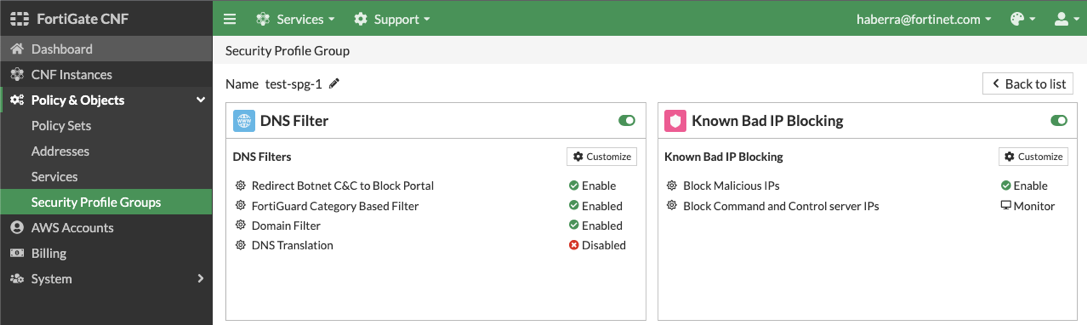 FortiGate CNF
Services
Support
haberra@fortinet.com
Dashboard
CNF Instances
Policy & Objects
Policy Sets
Addresses
Services
Security Profile Groups
AWS Accounts
Billing
System
Security Profile Group
Name test-spg-1
Back to list
DNS Filter
DNS Filters
Customize
Redirect Botnet C&C to Block Portal Enable
FortiGuard Category Based Filter Enabled
Domain Filter Enabled
DNS Translation Disabled
Known Bad IP Blocking
Known Bad IP Blocking
Customize
Block Malicious IPs Enable
Block Command and Control server IPs Monitor